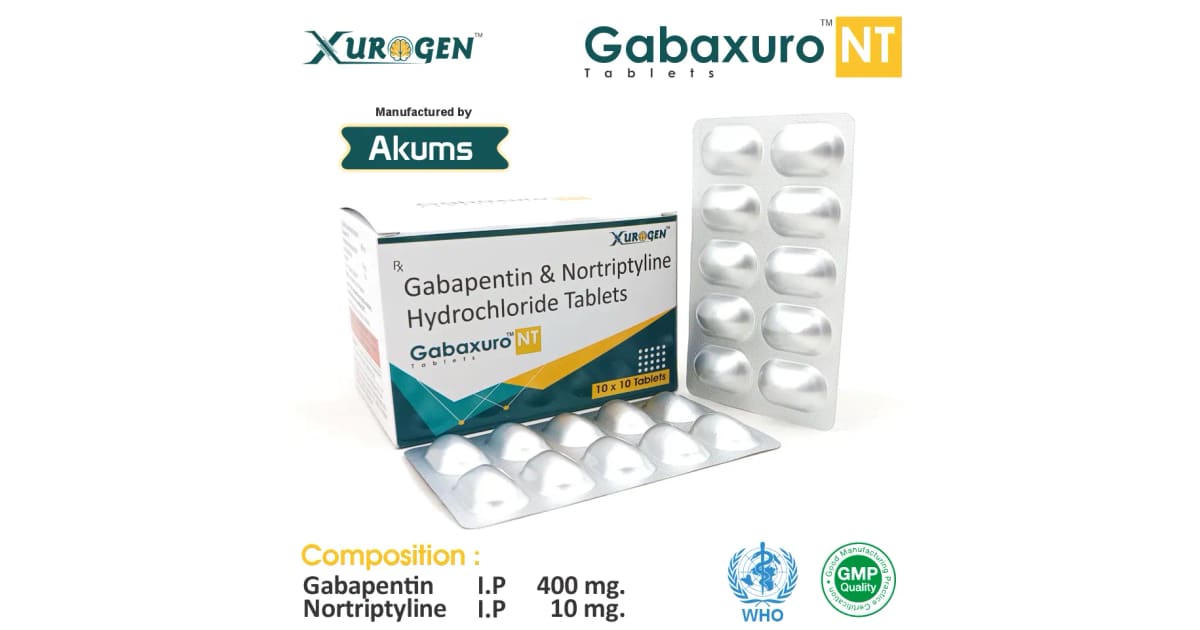 XUROGEN™
Gabaxuro™ NT
Tablets
Manufactured by
Akums
XUROGEN™
Rx
Gabapentin & Nortriptyline
Hydrochloride Tablets
Gabaxuro™ NT
Tablets
10 x 10 Tablets
Composition :
Gabapentin I.P 400 mg.
Nortriptyline I.P 10 mg.
WHO
Good Manufacturing
GMP
Quality
Practice Certification